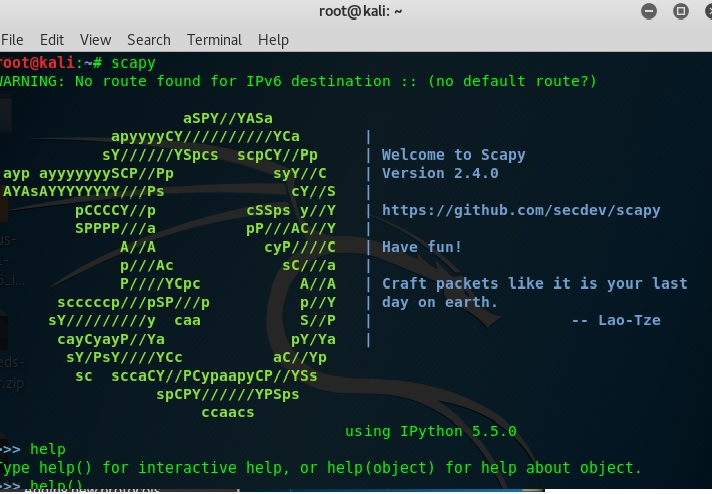 root@kali: ~
File Edit View Search Terminal Help
root@kali:~# scapy
WARNING: No route found for IPv6 destination :: (no default route?)
aSPY//YASa
apyyyyCY//////////YCa |
sY//////YSpcs scpCY//Pp | Welcome to Scapy
ayp ayyyyyyySCP//Pp syY//C | Version 2.4.0
AYAsAYYYYYYYY///Ps cY//S |
pCCCCY//p cSSps y//Y | https://github.com/secdev/scapy
SPPPP///a pP///AC//Y |
A//A cyP////C | Have fun!
p///Ac sC///a |
P////YCpc A//A | Craft packets like it is your last
scccccp///pSP///p p//Y | day on earth.
sY/////////y caa S//P | -- Lao-Tze
cayCyayP//Ya pY/Ya |
sY/PsY////YCc aC//Yp
sc sccaCY//PCypaapyCP//YSs
spCPY//////YPSps
ccaacs
using IPython 5.5.0
>>> help
Type help() for interactive help, or help(object) for help about object.
>>> help()